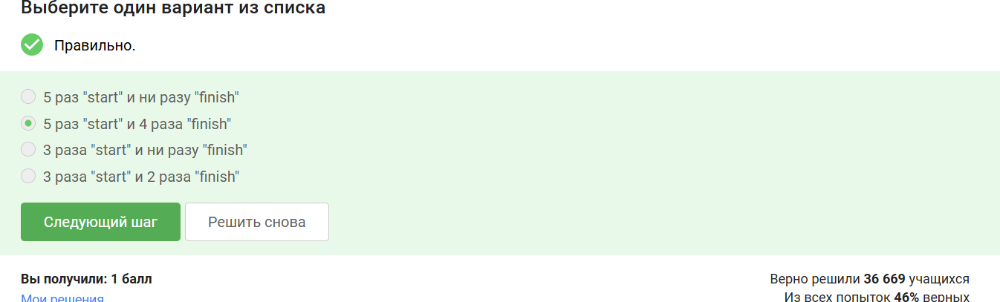 Выберите один вариант из списка
Правильно.
5 раз "start" и ни разу "finish"
5 раз "start" и 4 раза "finish"
3 раза "start" и ни разу "finish"
3 раза "start" и 2 раза "finish"
Следующий шаг Решить снова
Вы получили: 1 балл Верно решили 36 669 учащихся
Мои решения Из всех попыток 46% верных